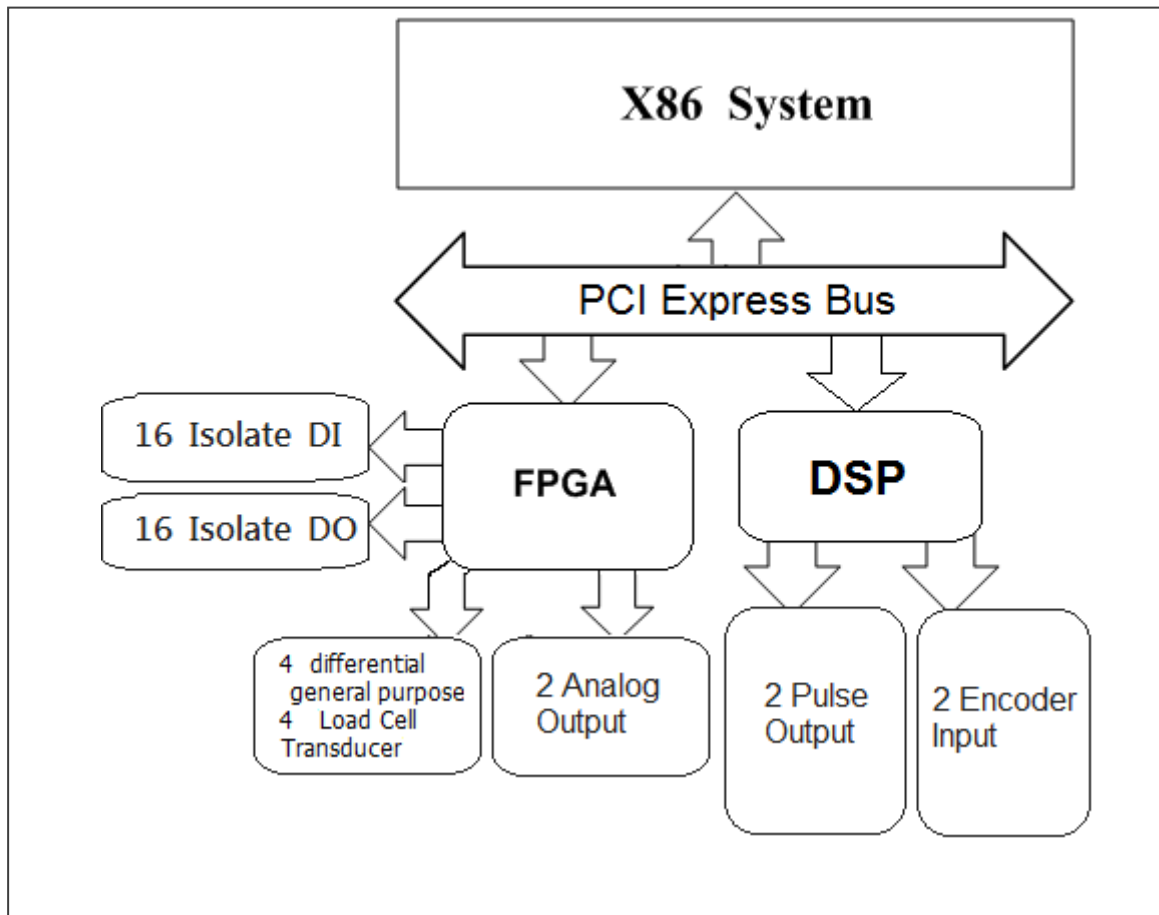 X86 System
PCI Express Bus
16 Isolate DI
16 Isolate DO
FPGA
DSP
4 differential
general purpose
4 Load Cell
Transducer
2 Analog
Output
2 Pulse
Output
2 Encoder
Input